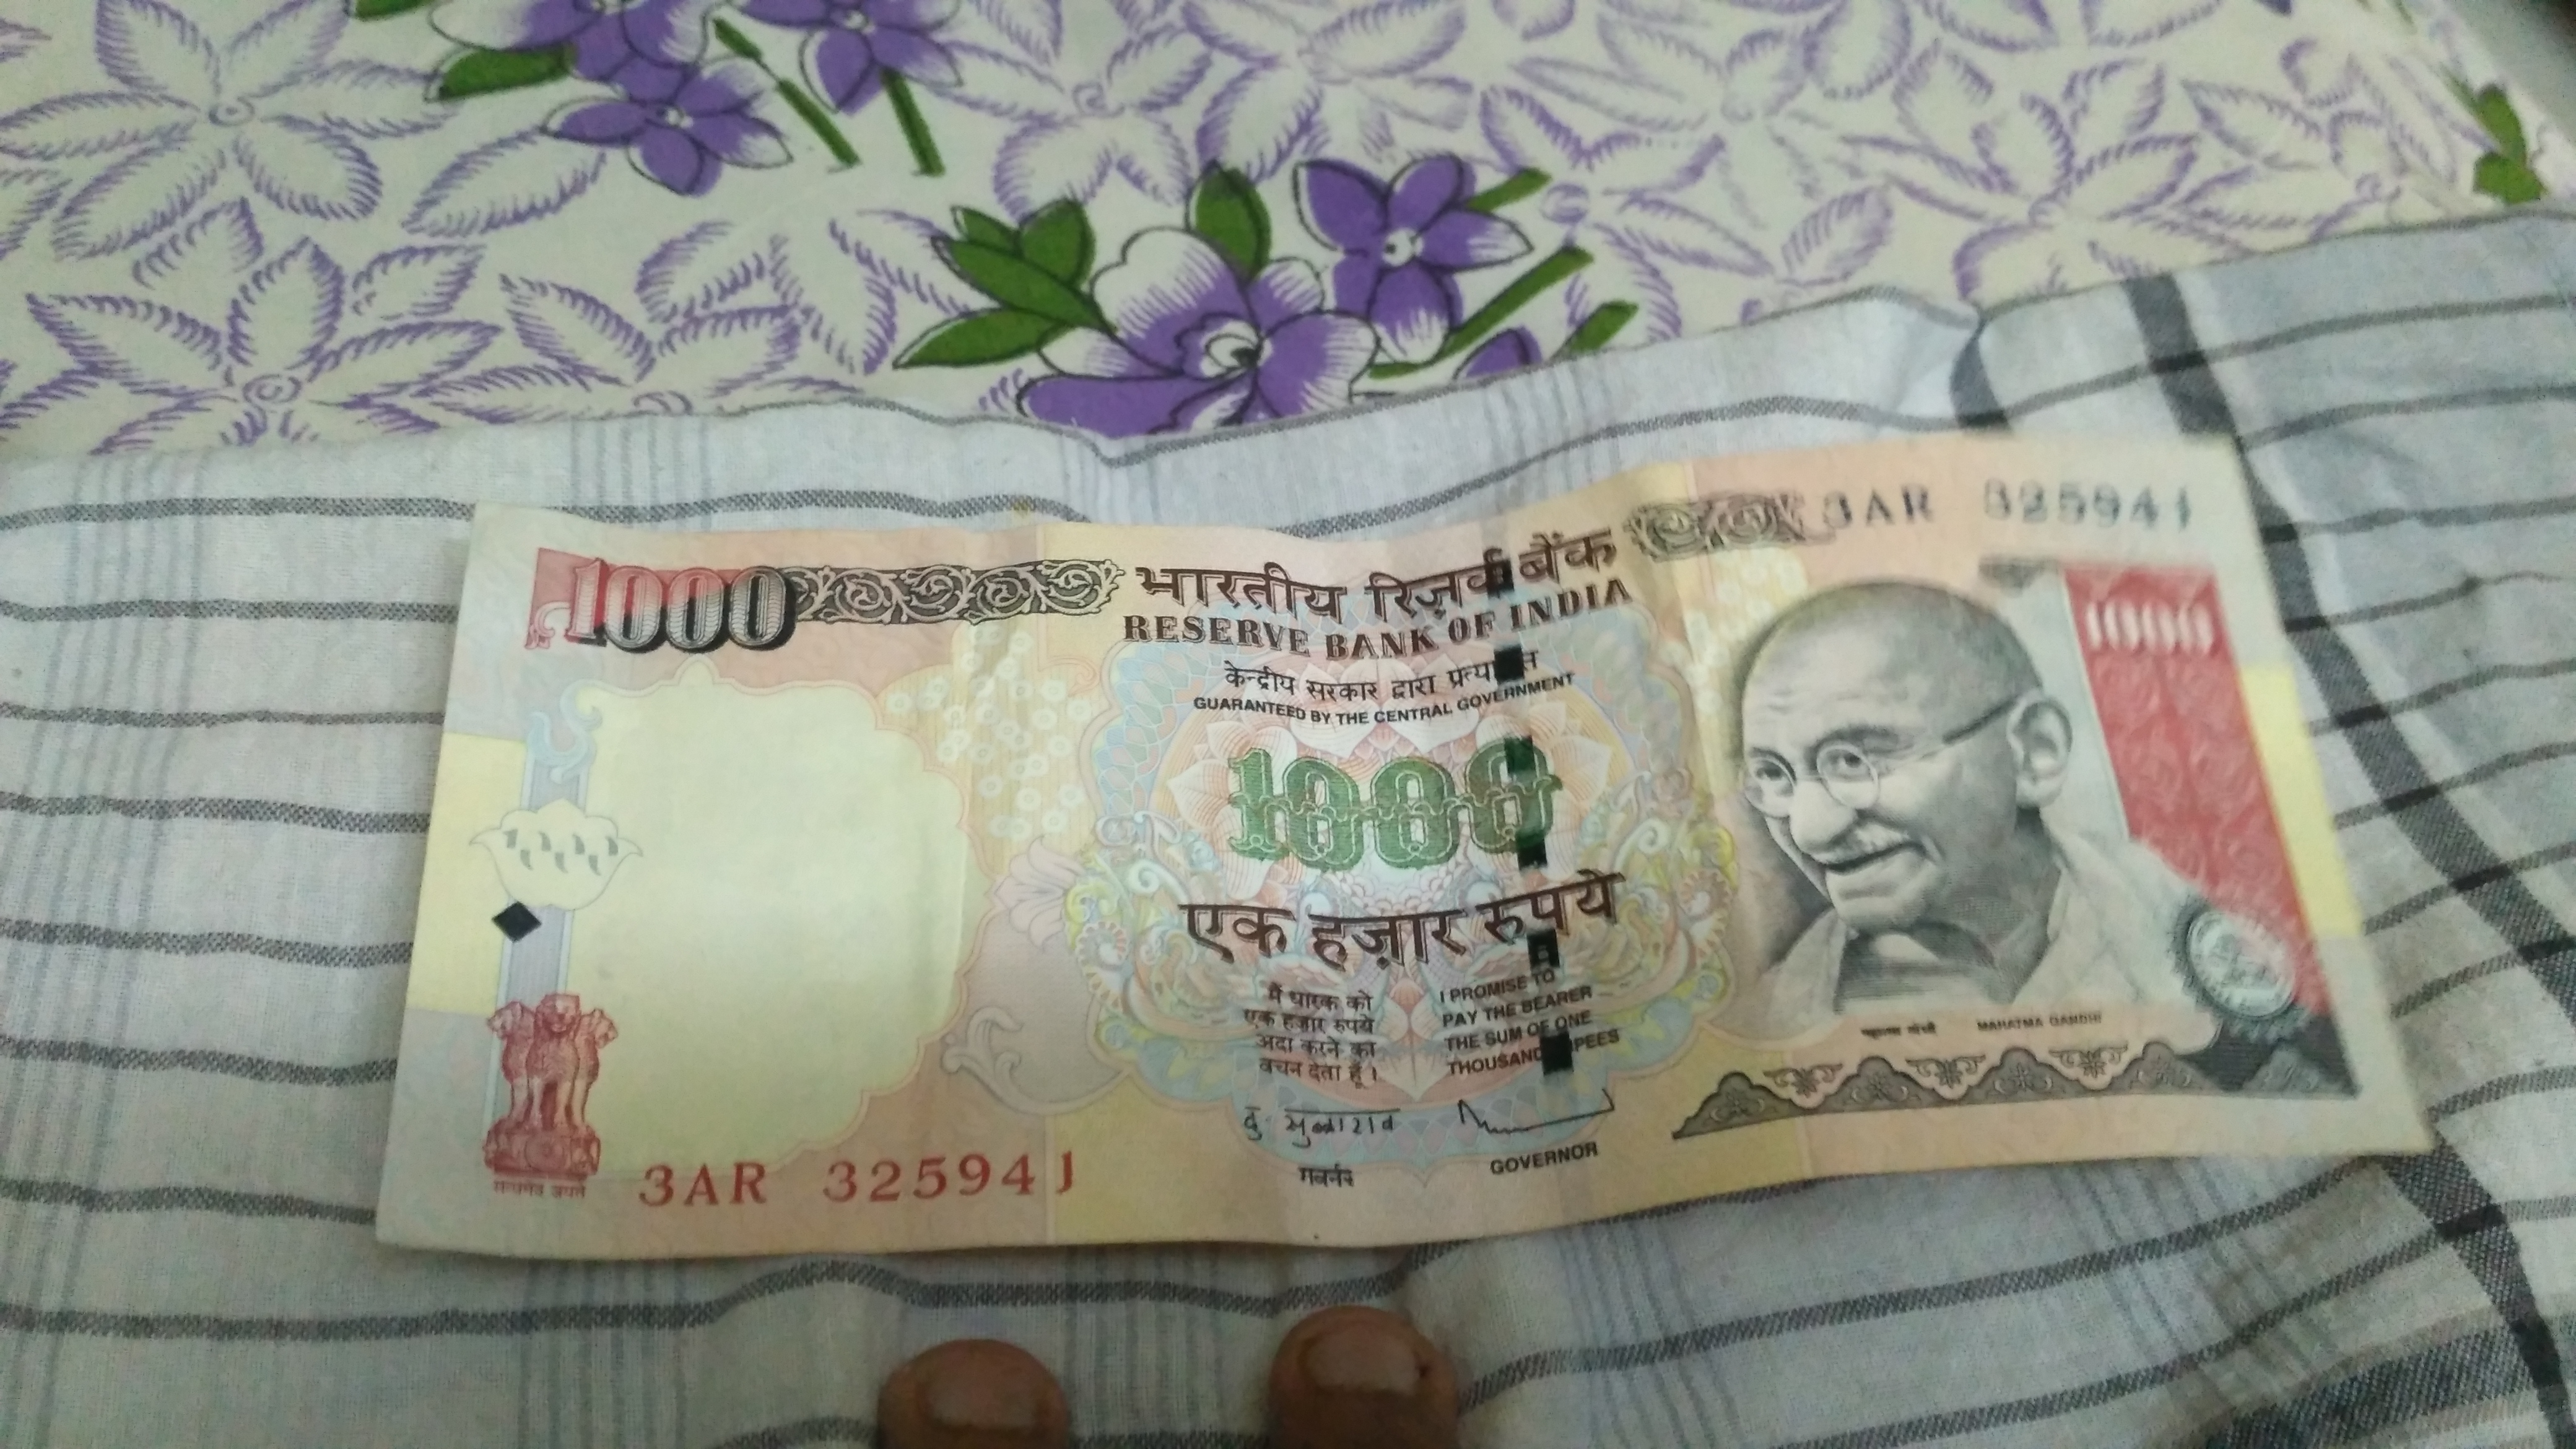 1000
भारतीय रिज़र्व बैंक
RESERVE BANK OF INDIA
केन्द्रीय सरकार द्वारा
GUARANTEED BY THE CENTRAL GOVERNMENT
1000
एक हज़ार रुपये
मैं धारक को
एक हज़ार रुपये
अदा करने का
वचन देता हूँ।
I PROMISE TO
PAY THE BEARER
THE SUM OF ONE
THOUSAND
गवर्नर
GOVERNOR
3AR 325941
1000
महात्मा गांधी MAHATMA GANDHI
सत्यमेव जयते
3AR 325941